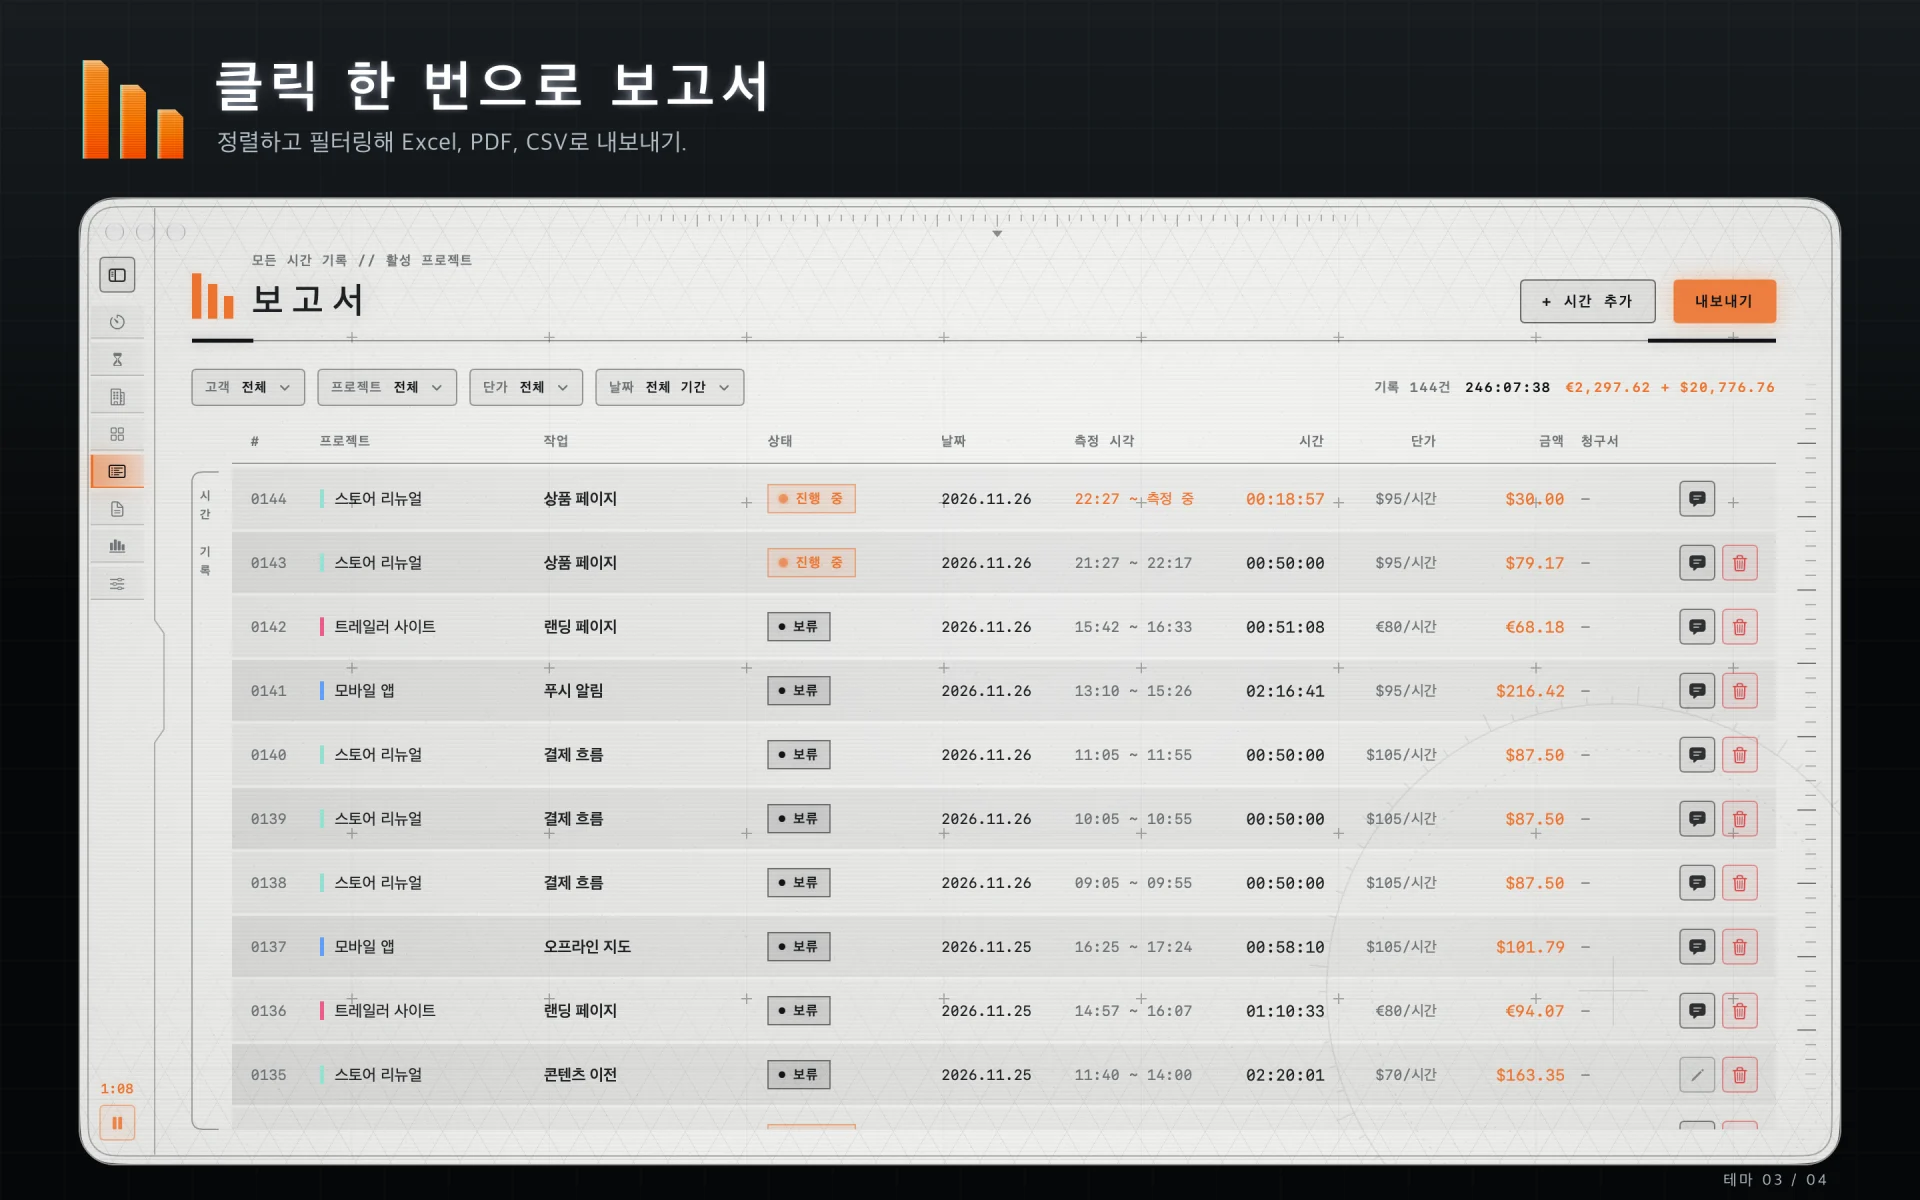 클릭 한 번으로 보고서
정렬하고 필터링해 Excel, PDF, CSV로 내보내기.
모든 시간 기록 // 활성 프로젝트
보고서
+ 시간 추가
내보내기
고객 전체
프로젝트 전체
단가 전체
날짜 전체 기간
기록 144건 246:07:38 €2,297.62 + $20,776.76
# 프로젝트 작업 상태 날짜 측정 시각 시간 단가 금액 청구서
시간 기록
0144 스토어 리뉴얼 상품 페이지 진행 중 2026.11.26 22:27 ~ 측정 중 00:18:57 $95/시간 $30.00 –
0143 스토어 리뉴얼 상품 페이지 진행 중 2026.11.26 21:27 ~ 22:17 00:50:00 $95/시간 $79.17 –
0142 트레일러 사이트 랜딩 페이지 보류 2026.11.26 15:42 ~ 16:33 00:51:08 €80/시간 €68.18 –
0141 모바일 앱 푸시 알림 보류 2026.11.26 13:10 ~ 15:26 02:16:41 $95/시간 $216.42 –
0140 스토어 리뉴얼 결제 흐름 보류 2026.11.26 11:05 ~ 11:55 00:50:00 $105/시간 $87.50 –
0139 스토어 리뉴얼 결제 흐름 보류 2026.11.26 10:05 ~ 10:55 00:50:00 $105/시간 $87.50 –
0138 스토어 리뉴얼 결제 흐름 보류 2026.11.26 09:05 ~ 09:55 00:50:00 $105/시간 $87.50 –
0137 모바일 앱 오프라인 지도 보류 2026.11.25 16:25 ~ 17:24 00:58:10 $105/시간 $101.79 –
0136 트레일러 사이트 랜딩 페이지 보류 2026.11.25 14:57 ~ 16:07 01:10:33 €80/시간 €94.07 –
0135 스토어 리뉴얼 콘텐츠 이전 보류 2026.11.25 11:40 ~ 14:00 02:20:01 $70/시간 $163.35 –
1:08
테마 03 / 04